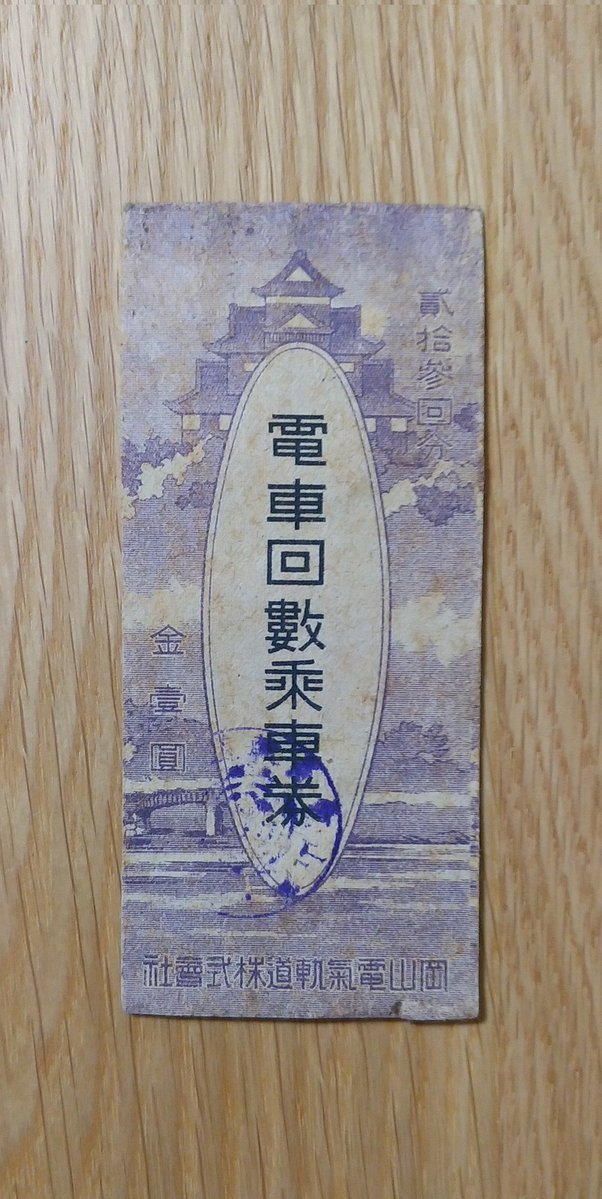 貳拾參回券
電車回數乘車券
金壹圓
社會式株道軌氣電山岡